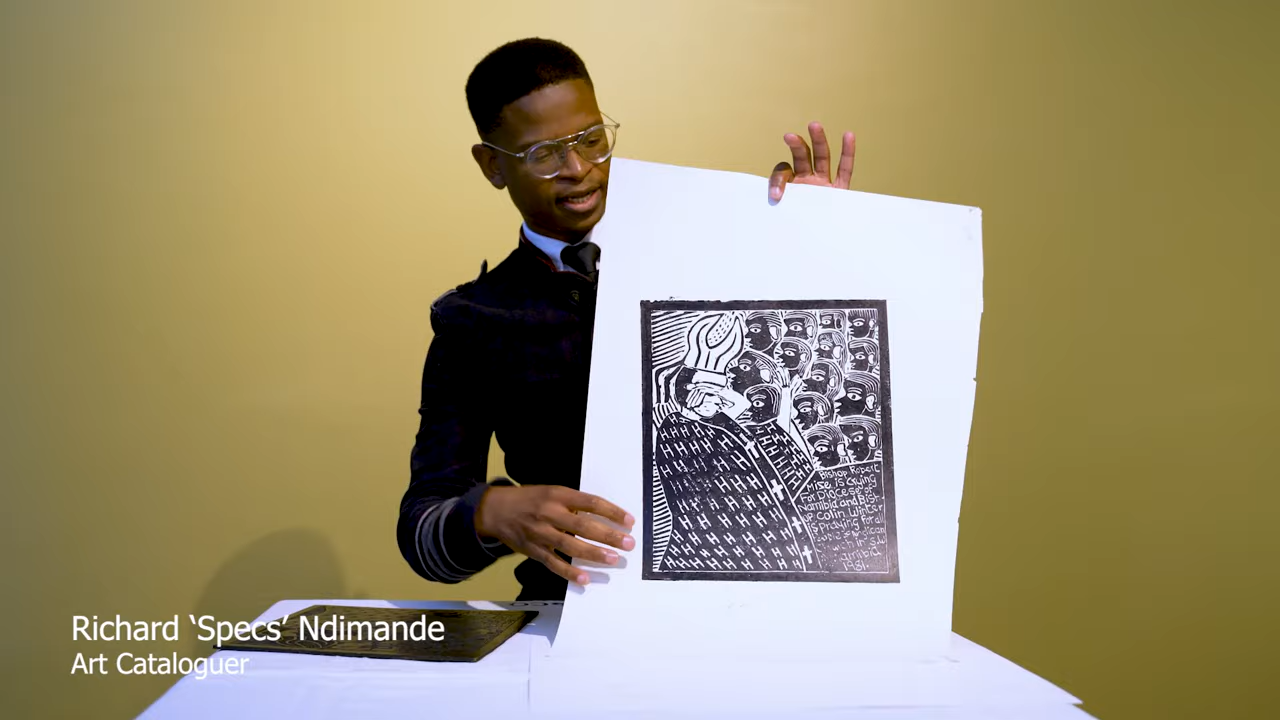 Bishop Robert
Mize is crying
For Diocese of
Namibia and Bish
op Colin Winter
is praying for all
1981.
Richard ‘Specs’ Ndimande
Art Cataloguer